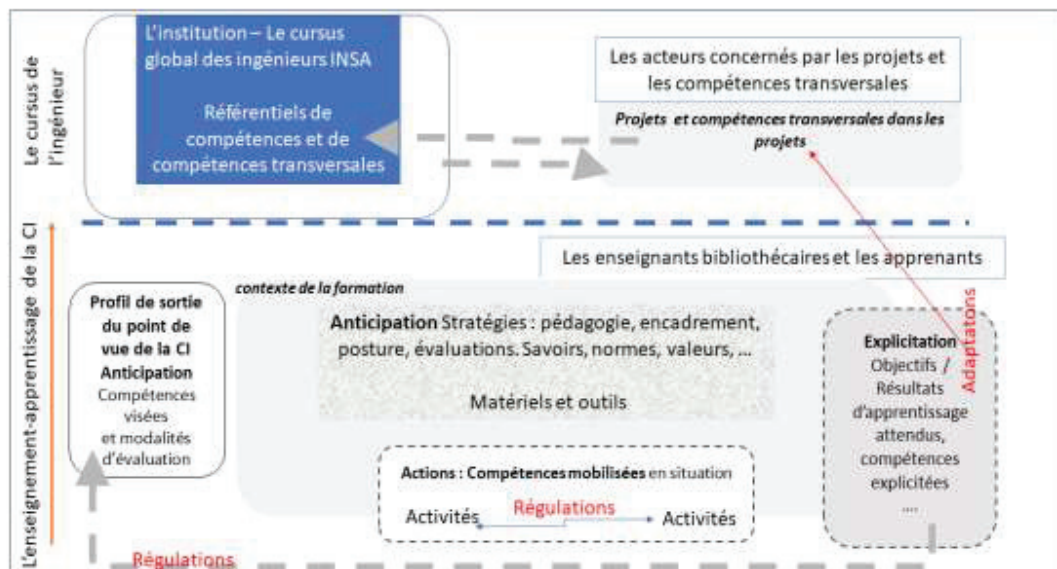 Le cursus de
l'ingénieur
L'institution – Le cursus
global des ingénieurs INSA
Référentiels de
compétences et de
compétences transversales
Les acteurs concernés par les projets et
les compétences transversales
Projets et compétences transversales dans les
projets
L'enseignement-apprentissage de la CI
Les enseignants bibliothécaires et les apprenants
Profil de sortie
du point de
vue de la CI
Anticipation
Compétences
visées
et modalités
d'évaluation
contexte de la formation
Anticipation Stratégies : pédagogie, encadrement,
posture, évaluations. Savoirs, normes, valeurs, …
Matériels et outils
Actions : Compétences mobilisées en situation
Régulations
Activités
Activités
Explicitation
Objectifs /
Résultats
d'apprentissage
attendus,
compétences
explicitées
....
Adaptatons
Régulations